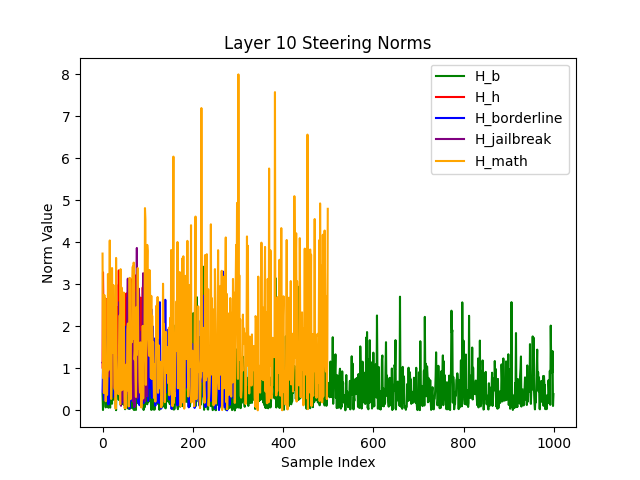 Layer 10 Steering Norms
8
7
6
5
4
3
2
1
0
Norm Value
H_b
H_h
H_borderline
H_jailbreak
H_math
0 200 400 600 800 1000
Sample Index